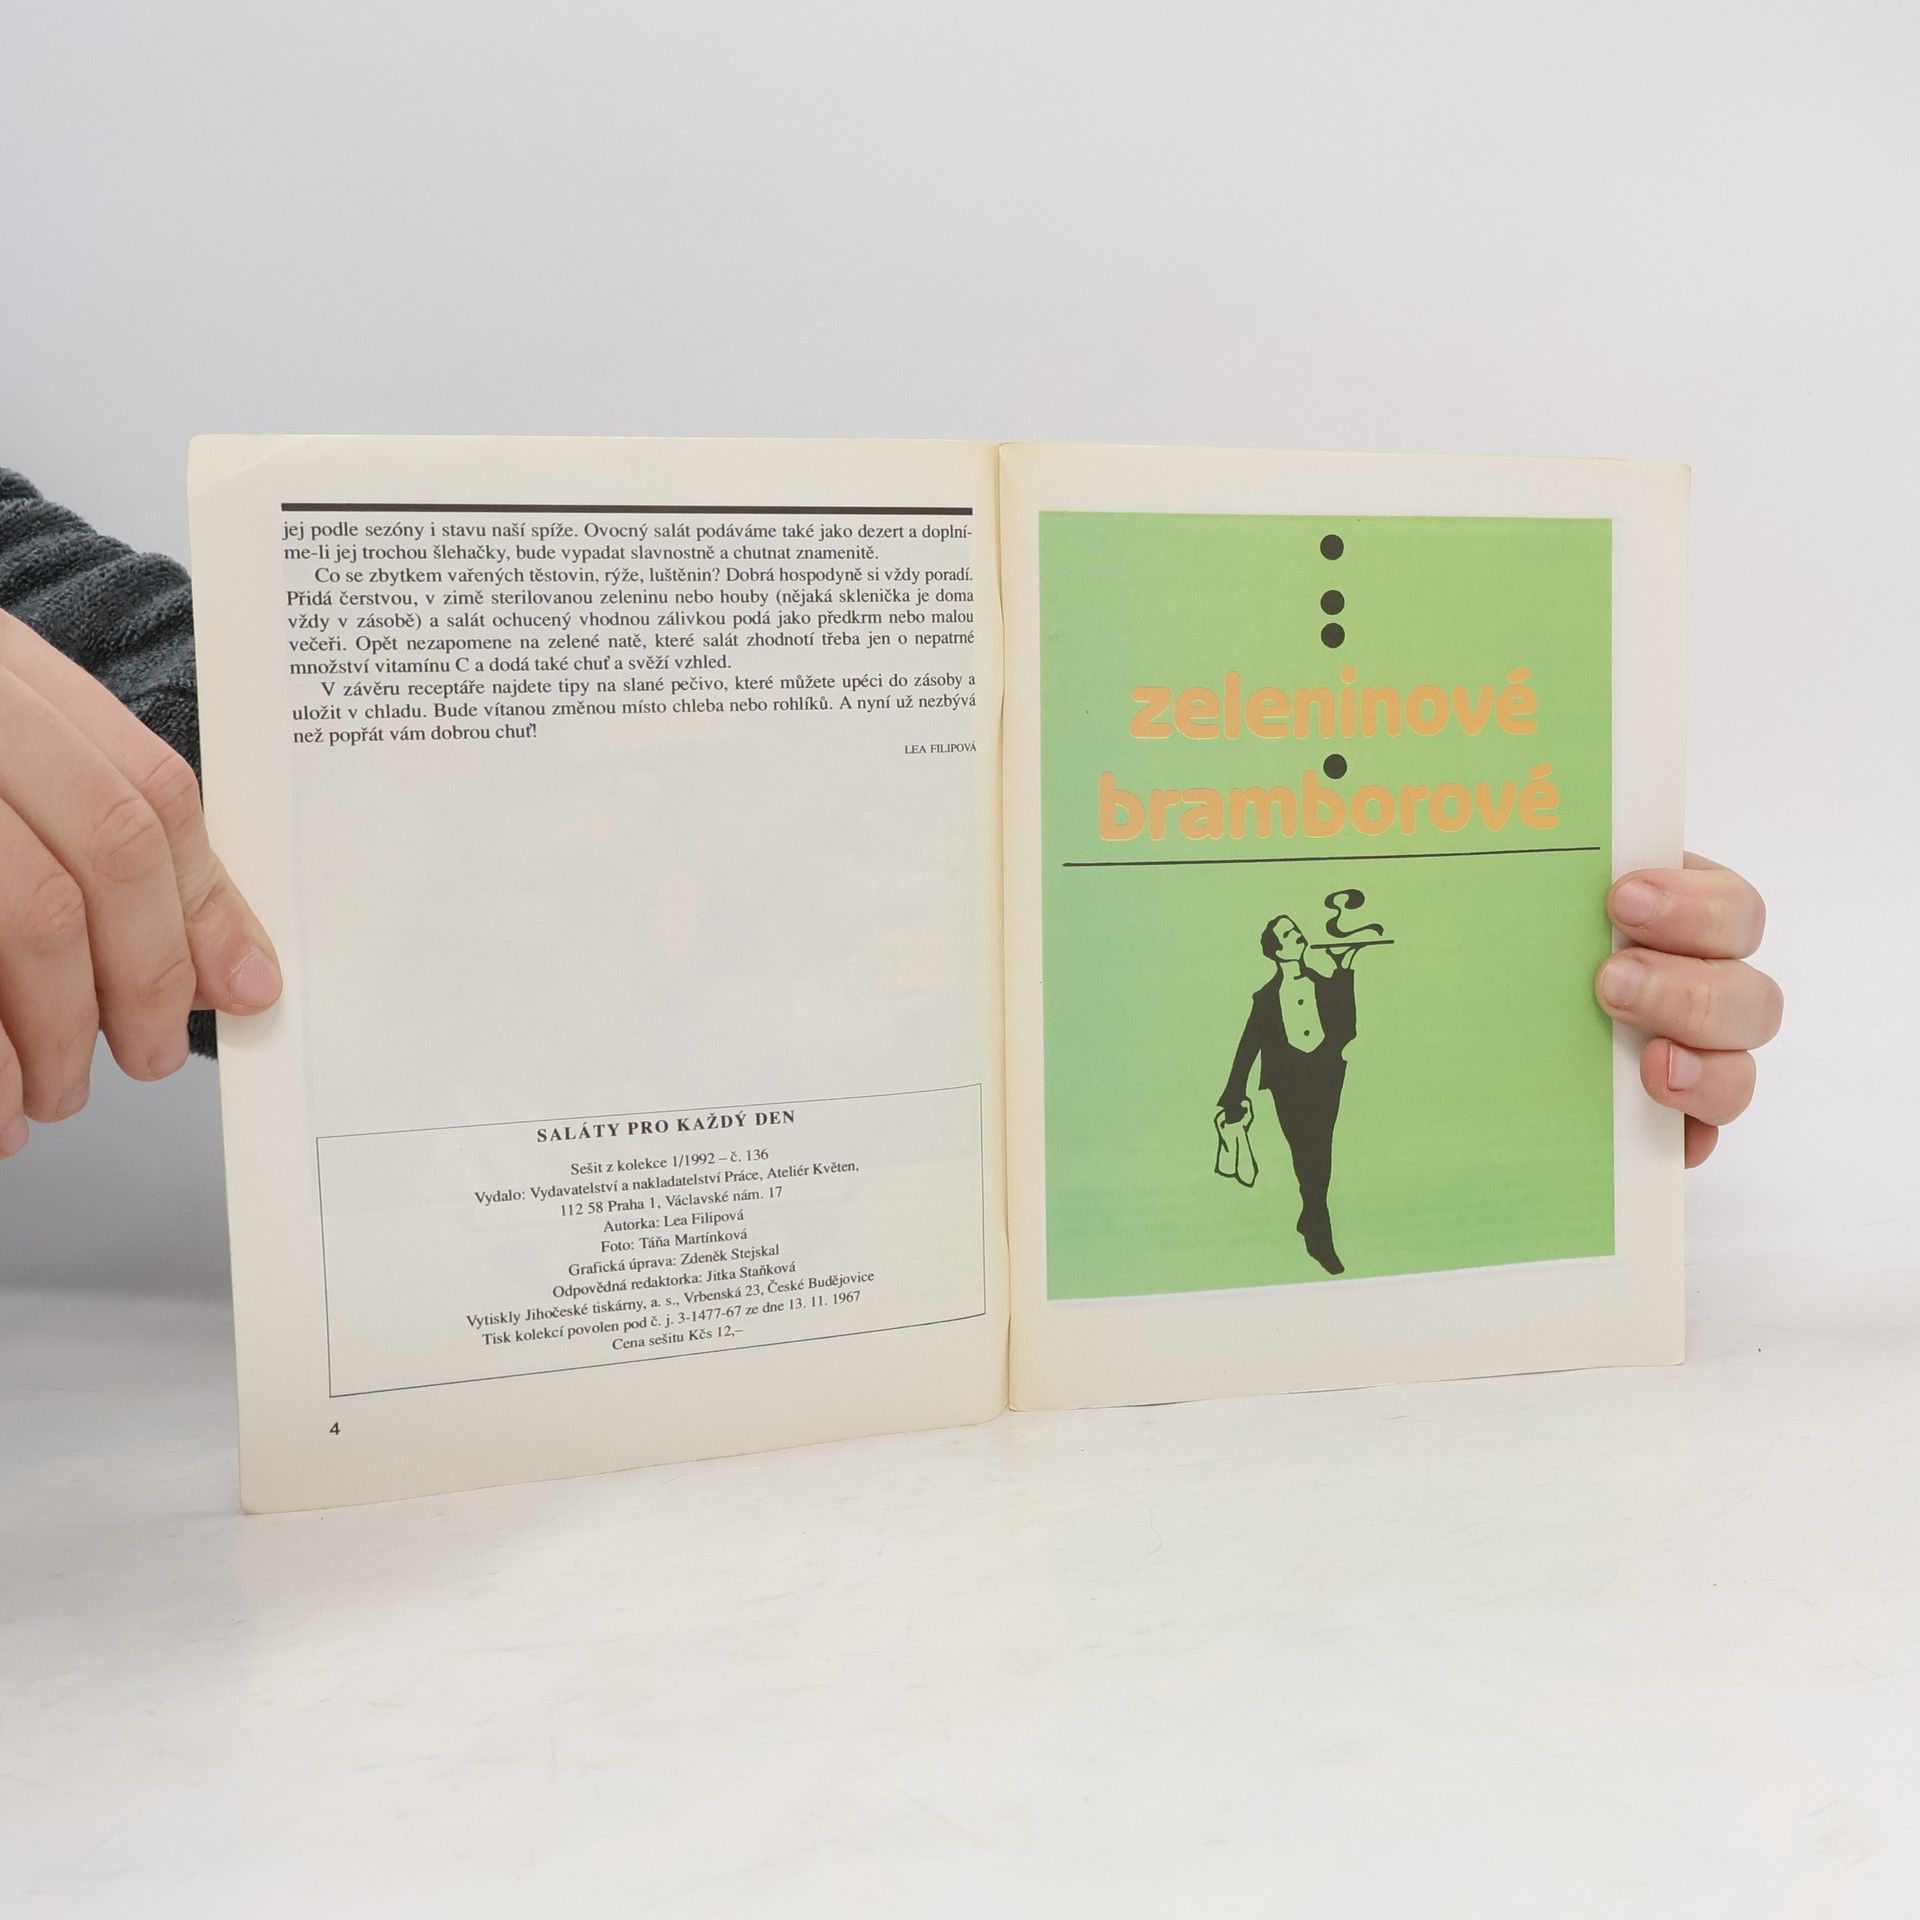 jej podle sezóny i stavu naší spíže. Ovocný salát podáváme také jako dezert a doplní-
me-li jej trochou šlehačky, bude vypadat slavnostně a chutnat znamenitě.
Co se zbytkem vařených těstovin, rýže, luštěnin? Dobrá hospodyně si vždy poradí.
Přidá čerstvou, v zimě sterilovanou zeleninu nebo houby (nějaká sklenička je doma
vždy v zásobě) a salát ochucený vhodnou zálivkou podá jako předkrm nebo malou
večeři. Opět nezapomene na zelené natě, které salát zhodnotí třeba jen o nepatrné
množství vitamínu C a dodá také chuť a svěží vzhled.
V závěru receptáře najdete tipy na slané pečivo, které můžete upéci do zásoby a
uložit v chladu. Bude vítanou změnou místo chleba nebo rohlíků. A nyní už nezbývá
než popřát vám dobrou chuť!
LEA FILIPOVÁ
SALÁTY PRO KAŽDÝ DEN
Sešit z kolekce 1/1992 – č. 136
Vydalo: Vydavatelství a nakladatelství Práce, Ateliér Květen,
112 58 Praha 1, Václavské nám. 17
Autorka: Lea Filipová
Foto: Táňa Martínková
Grafická úprava: Zdeněk Stejskal
Odpovědná redaktorka: Jitka Staňková
Vytiskly Jihočeské tiskárny, a. s., Vrbenská 23, České Budějovice
Tisk kolekcí povolen pod č. j. 3-1477-67 ze dne 13. 11. 1967
Cena sešitu Kčs 12,–
4
zeleninové
bramborové